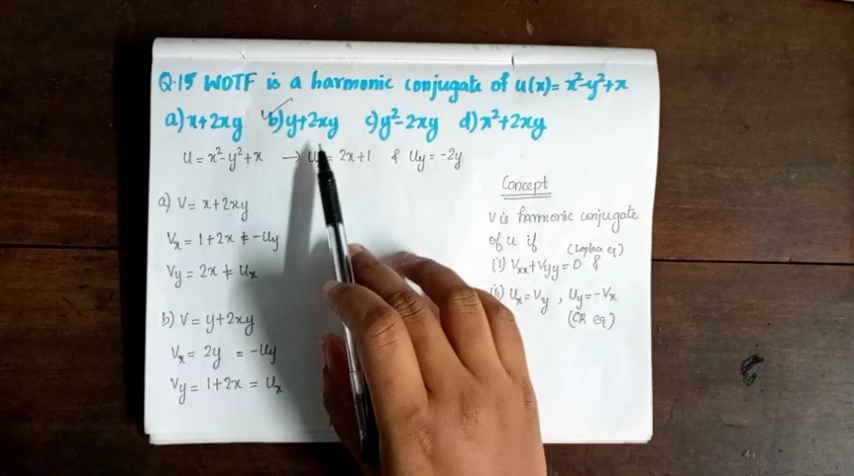 Q.15 WOTF is a harmonic conjugate of u(x)= x²-y²+x
a) x+2xy b) y+2xy c) y²-2xy d) x²+2xy
u = x²-y²+x → u = 2x+1 & uy = -2y
Concept
V is harmonic conjugate
of u if
(Laplace eq)
(i) Vxx+Vyy = 0 &
(ii) Ux = Vy , Uy = -Vx
(CR eq)
a) V = x+2xy
Vx = 1+2x ≠ -Uy
Vy = 2x ≠ Ux
b) V = y+2xy
Vx = 2y = -Uy
Vy = 1+2x = Ux